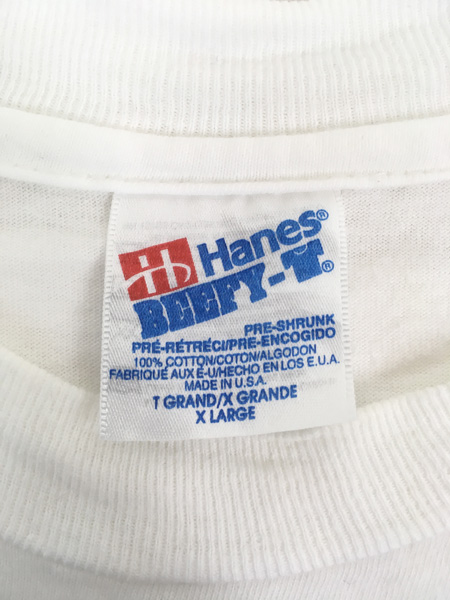 Hanes®
BEEFY-T®
PRE-SHRUNK
PRÉ-RÉTRÉCI/PRE-ENCOGIDO
100% COTTON/COTON/ALGODON
FABRIQUÉ AUX É-U/HECHO EN LOS E.U.A.
MADE IN U.S.A.
T GRAND/X GRANDE
X LARGE